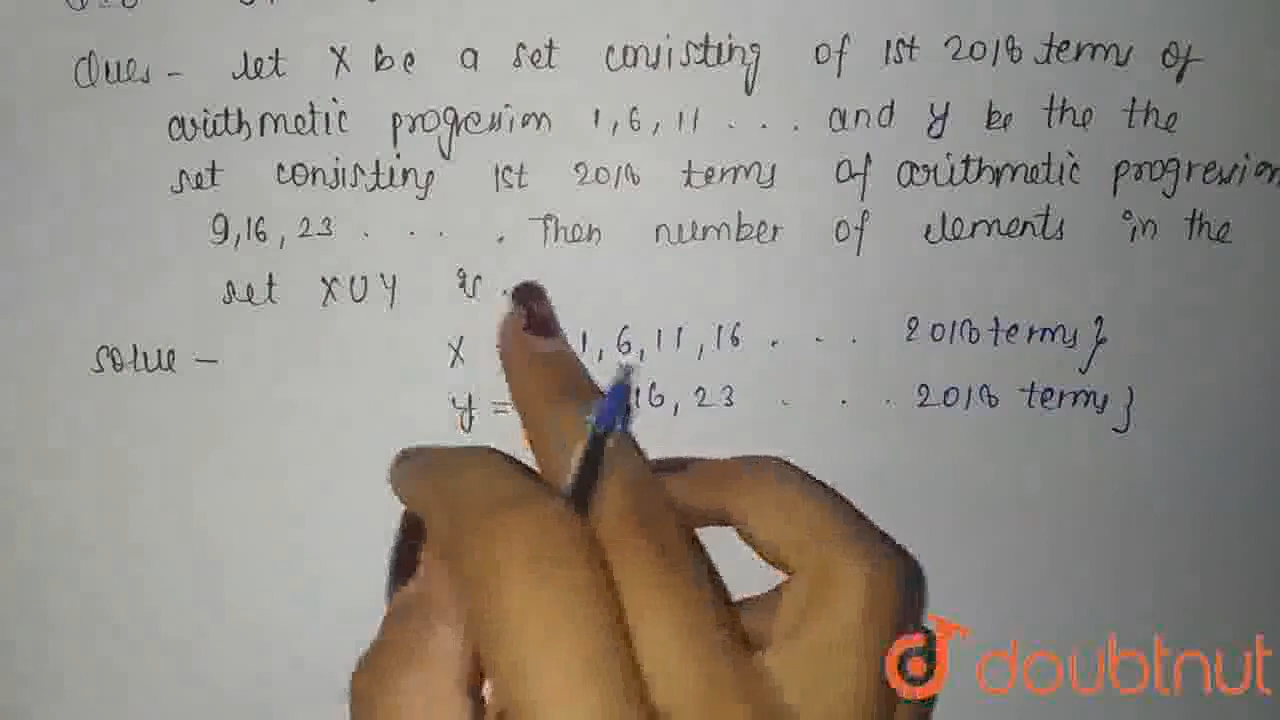 Ques - Let X be a set consisting of 1st 2018 terms of
arithmetic progression 1, 6, 11 . . . and y be the the
set consisting 1st 2018 terms of arithmetic progression
9, 16, 23 . . . . Then number of elements in the
set X U Y is .
Solve - X 1, 6, 11, 16 . . . 2018 terms }
y = 16, 23 . . . 2018 terms }
doubtnut